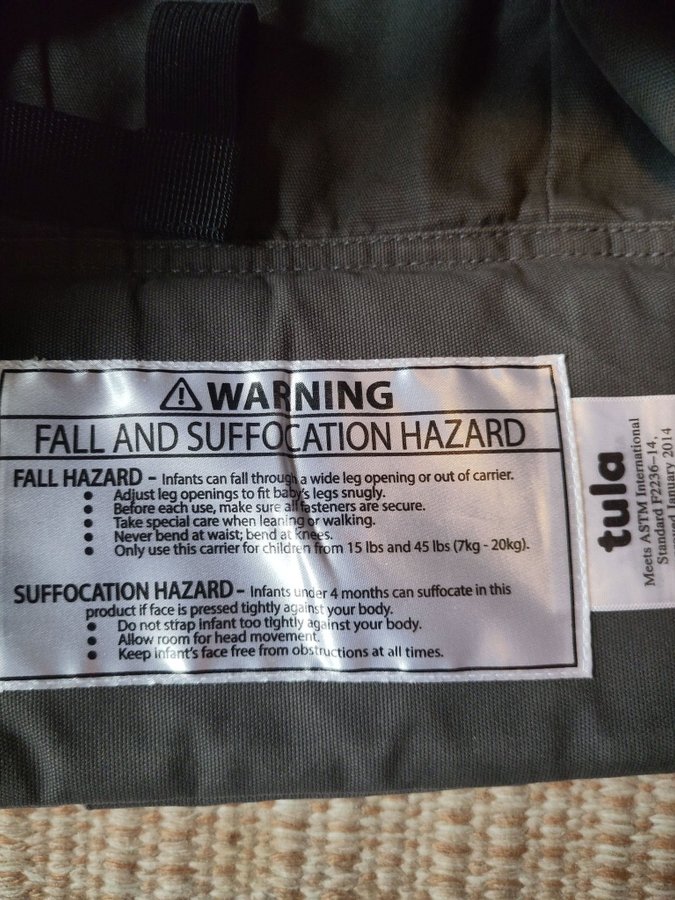 WARNING
FALL AND SUFFOCATION HAZARD
FALL HAZARD – Infants can fall through a wide leg opening or out of carrier.
• Adjust leg openings to fit baby's legs snugly.
• Before each use, make sure all fasteners are secure.
• Take special care when leaning or walking.
• Never bend at waist; bend at knees.
• Only use this carrier for children from 15 lbs and 45 lbs (7kg - 20kg).
SUFFOCATION HAZARD – Infants under 4 months can suffocate in this
product if face is pressed tightly against your body.
• Do not strap infant too tightly against your body.
• Allow room for head movement.
• Keep infant's face free from obstructions at all times.
tula
Meets ASTM International
Standard F2236-14,
January 2014